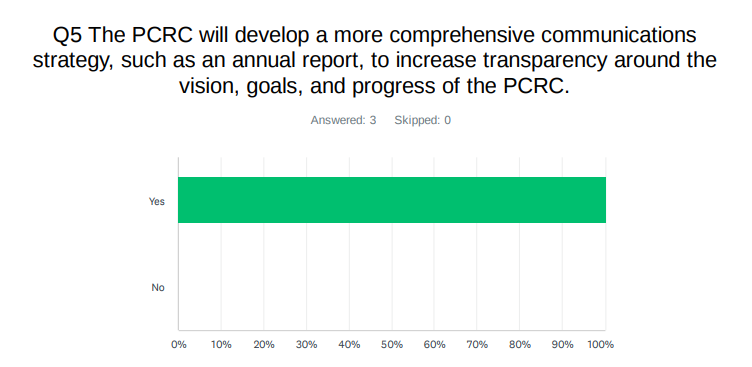 Q5 The PCRC will develop a more comprehensive communications
strategy, such as an annual report, to increase transparency around the
vision, goals, and progress of the PCRC.
Answered: 3 Skipped: 0
Yes
No
0% 10% 20% 30% 40% 50% 60% 70% 80% 90% 100%